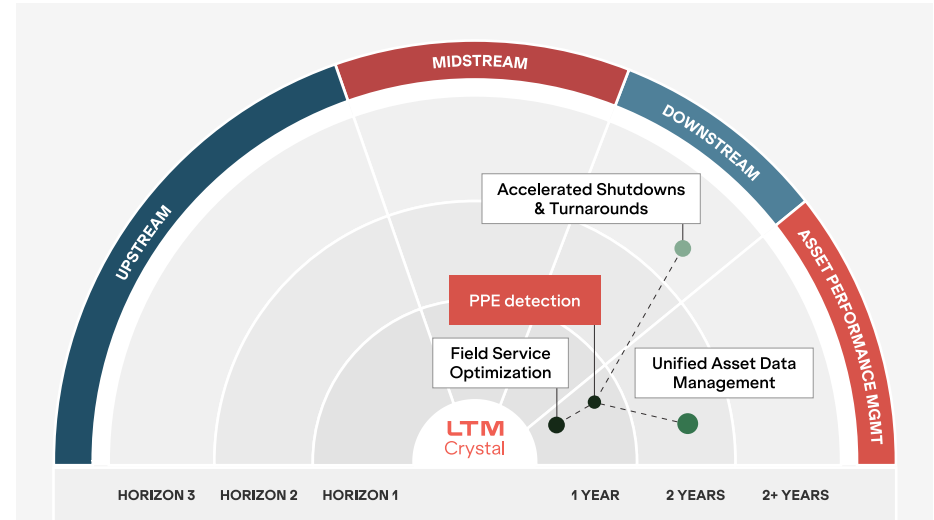 MIDSTREAM
DOWNSTREAM
UPSTREAM
ASSET PERFORMANCE MGMT
Accelerated Shutdowns
& Turnarounds
PPE detection
Field Service
Optimization
Unified Asset Data
Management
LTM
Crystal
HORIZON 3 HORIZON 2 HORIZON 1 1 YEAR 2 YEARS 2+ YEARS